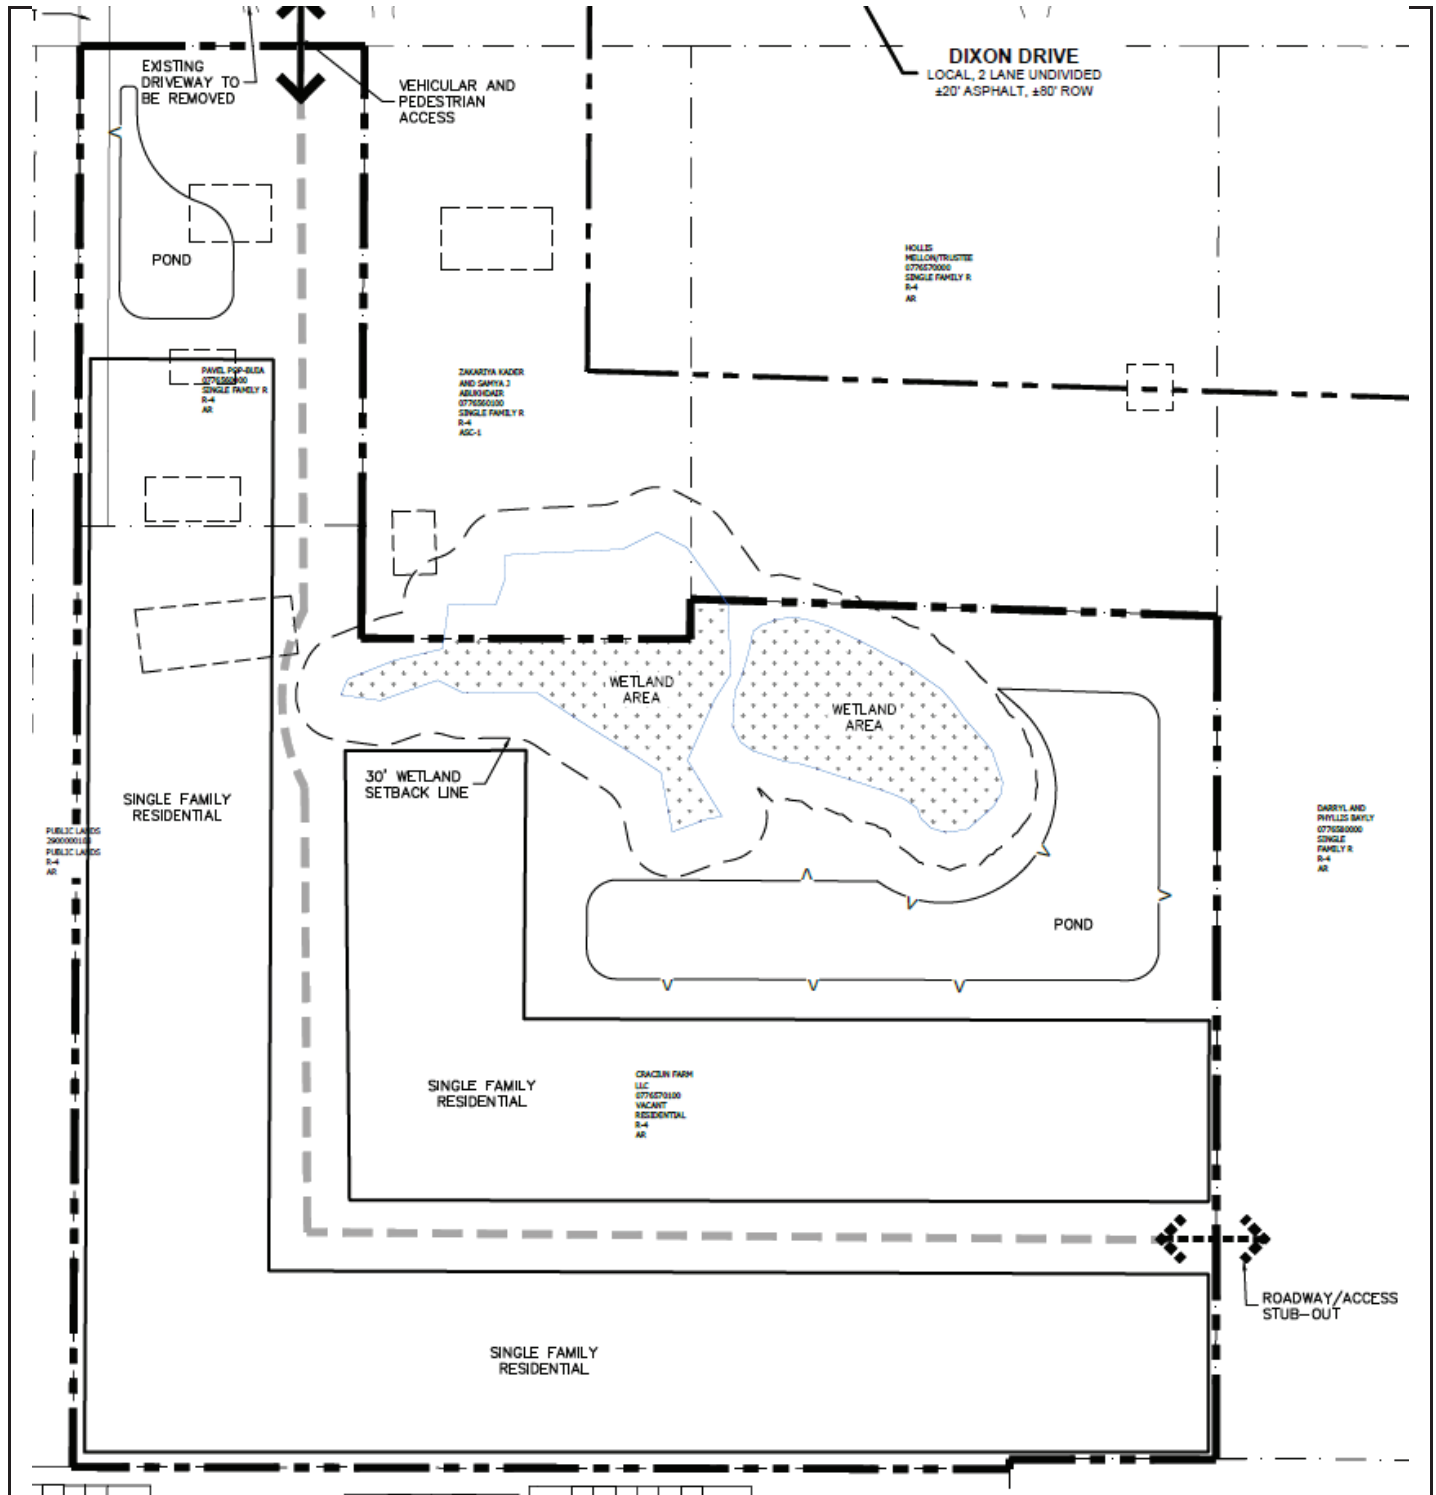 EXISTING
DRIVEWAY TO
BE REMOVED
VEHICULAR AND
PEDESTRIAN
ACCESS
DIXON DRIVE
LOCAL, 2 LANE UNDIVIDED
±20' ASPHALT, ±80' ROW
POND
HOLLIS
MELLON/TRUSTEE
0776570000
SINGLE FAMILY R
R-4
AR
PAVEL POP-BUIA
0776560000
SINGLE FAMILY R
R-4
AR
ZAKARIYA KADER
AND SAMYA J
ABUKHDAIR
0776560100
SINGLE FAMILY R
R-4
ASC-1
WETLAND
AREA
WETLAND
AREA
30' WETLAND
SETBACK LINE
SINGLE FAMILY
RESIDENTIAL
PUBLIC LANDS
PUBLIC LANDS
R-4
AR
DARRYL AND
PHYLLIS BAYLY
0776580000
SINGLE
FAMILY R
R-4
AR
POND
SINGLE FAMILY
RESIDENTIAL
CRACIUN FARM
LLC
0776570100
VACANT
RESIDENTIAL
R-4
AR
ROADWAY/ACCESS
STUB-OUT
SINGLE FAMILY
RESIDENTIAL